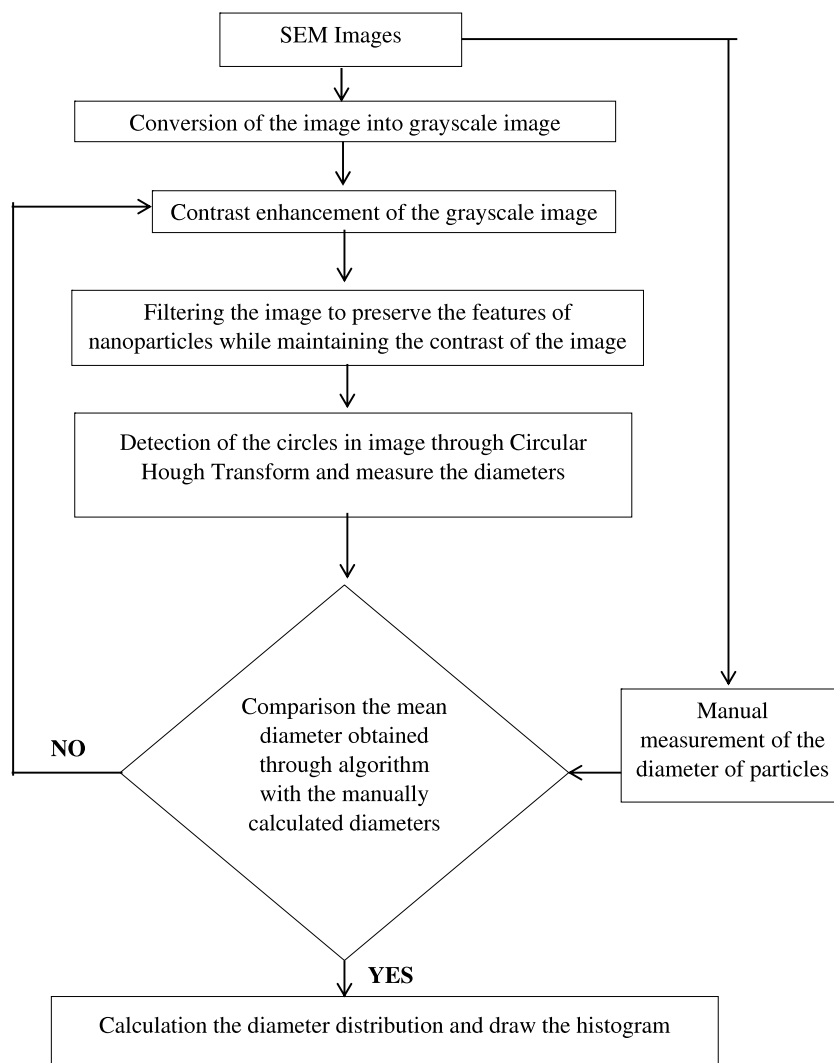 SEM Images
Conversion of the image into grayscale image
Contrast enhancement of the grayscale image
Filtering the image to preserve the features of
nanoparticles while maintaining the contrast of the image
Detection of the circles in image through Circular
Hough Transform and measure the diameters
Comparison the mean
diameter obtained
through algorithm
with the manually
calculated diameters
NO
Manual
measurement of the
diameter of particles
YES
Calculation the diameter distribution and draw the histogram